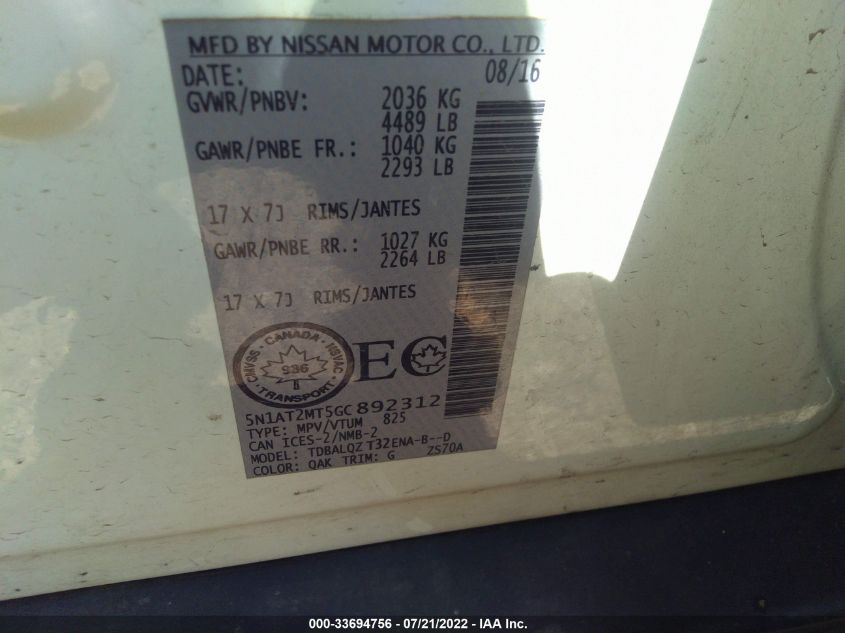 MFD BY NISSAN MOTOR CO., LTD.
DATE: 08/16
GVWR/PNBV: 2036 KG
4489 LB
GAWR/PNBE FR.: 1040 KG
2293 LB
17 X 7J RIMS/JANTES
GAWR/PNBE RR.: 1027 KG
2264 LB
17 X 7J RIMS/JANTES
CANADA
CMVSS NSVAC
936
8
TRANSPORT
EC
5N1AT2MT5GC892312
TYPE: MPV/VTUM 825
CAN ICES-2/NMB-2
MODEL: TDBALQZ T32ENA-B--D
COLOR: QAK TRIM: G ZS70A
000-33694756 - 07/21/2022 - IAA Inc.